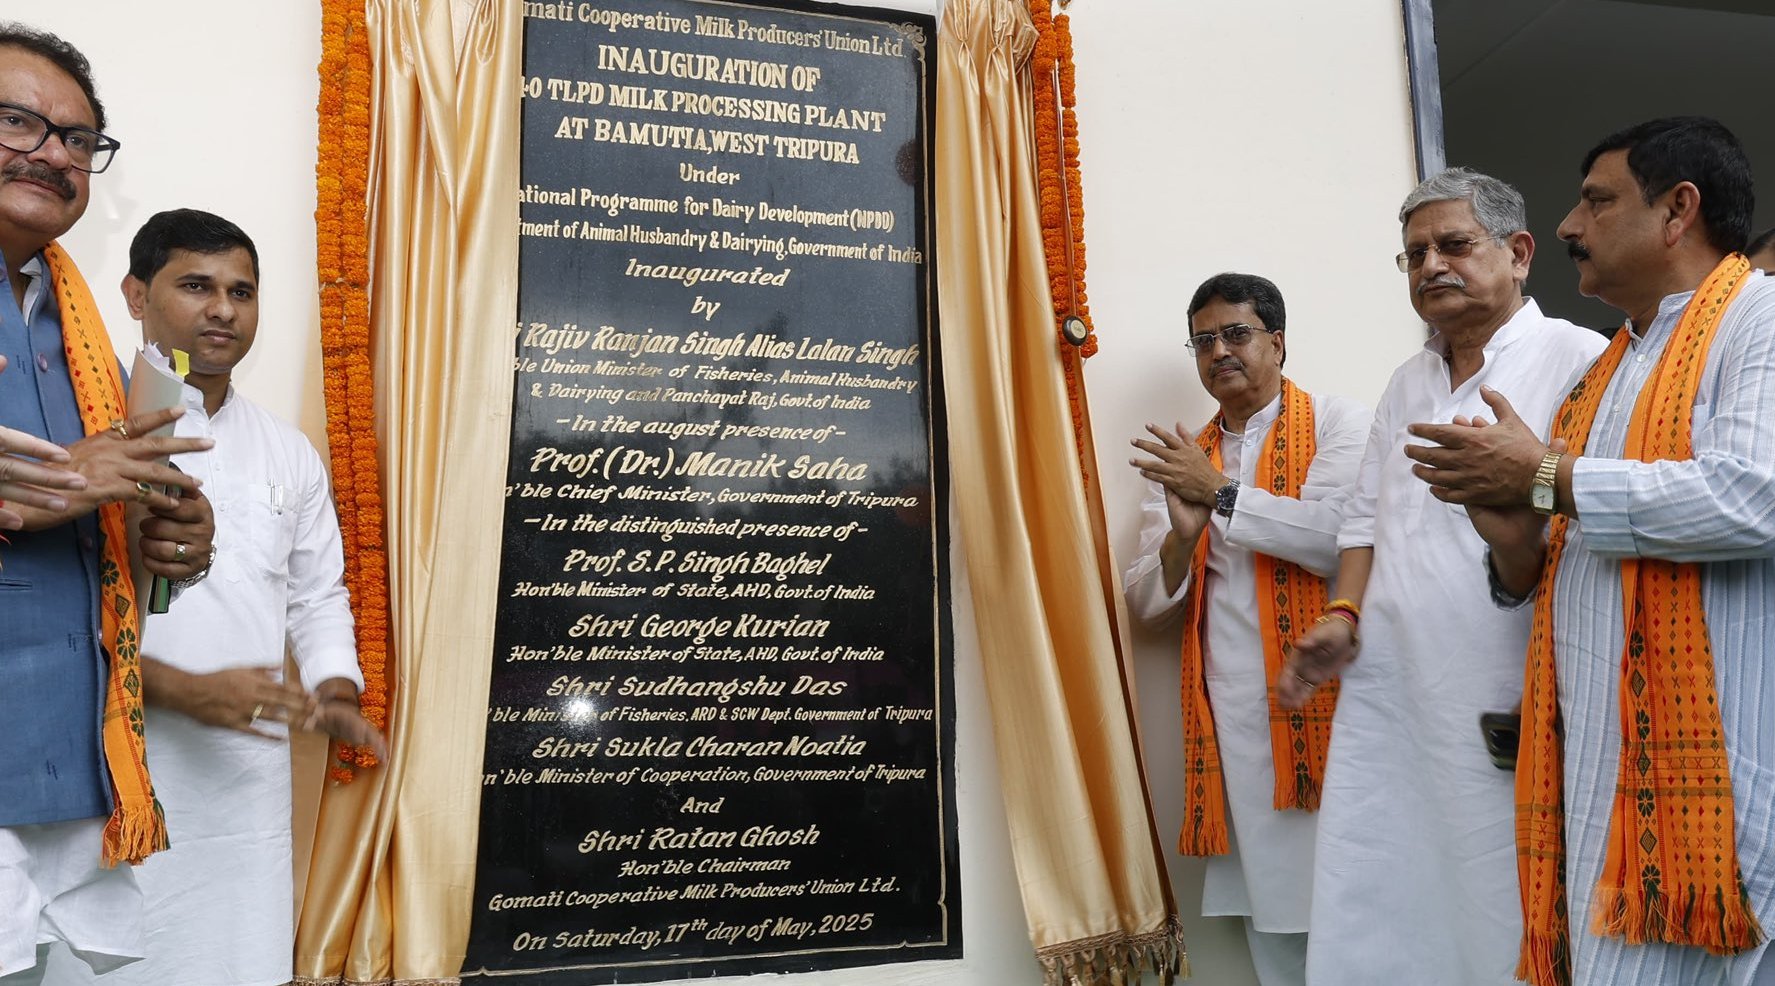 omati Cooperative Milk Producers' Union Ltd.
INAUGURATION OF
40 TLPD MILK PROCESSING PLANT
AT BAMUTIA, WEST TRIPURA
Under
ational Programme for Dairy Development (NPDD)
tment of Animal Husbandry & Dairying, Government of India
Inaugurated
by
i Rajiv Ranjan Singh Alias Lalan Singh
ble Union Minister of Fisheries, Animal Husbandry
& Dairying and Panchayat Raj, Govt. of India
- In the august presence of -
Prof. (Dr.) Manik Saha
n'ble Chief Minister, Government of Tripura
- In the distinguished presence of -
Prof. S.P. Singh Baghel
Hon'ble Minister of State, AHD, Govt. of India
Shri George Kurian
Hon'ble Minister of State, AHD, Govt. of India
Shri Sudhangshu Das
'ble Minister of Fisheries, ARD & SCW Dept. Government of Tripura
Shri Sukla Charan Noatia
n'ble Minister of Cooperation, Government of Tripura
And
Shri Ratan Ghosh
Hon'ble Chairman
Gomati Cooperative Milk Producers' Union Ltd.
On Saturday, 17th day of May, 2025